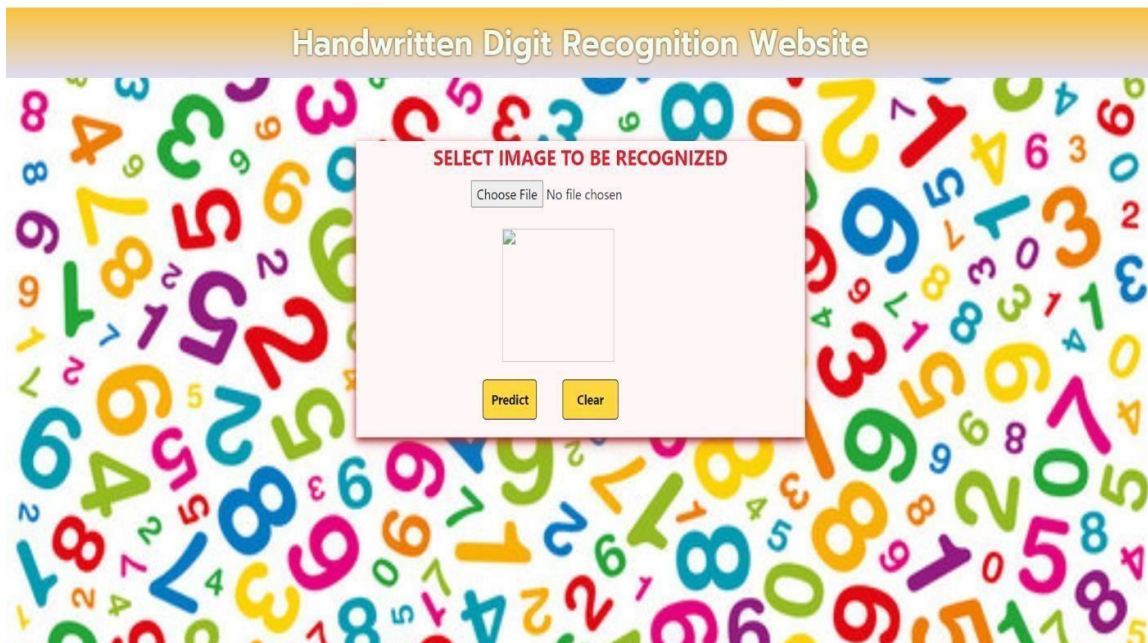 Handwritten Digit Recognition Website
SELECT IMAGE TO BE RECOGNIZED
Choose File No file chosen
Predict Clear